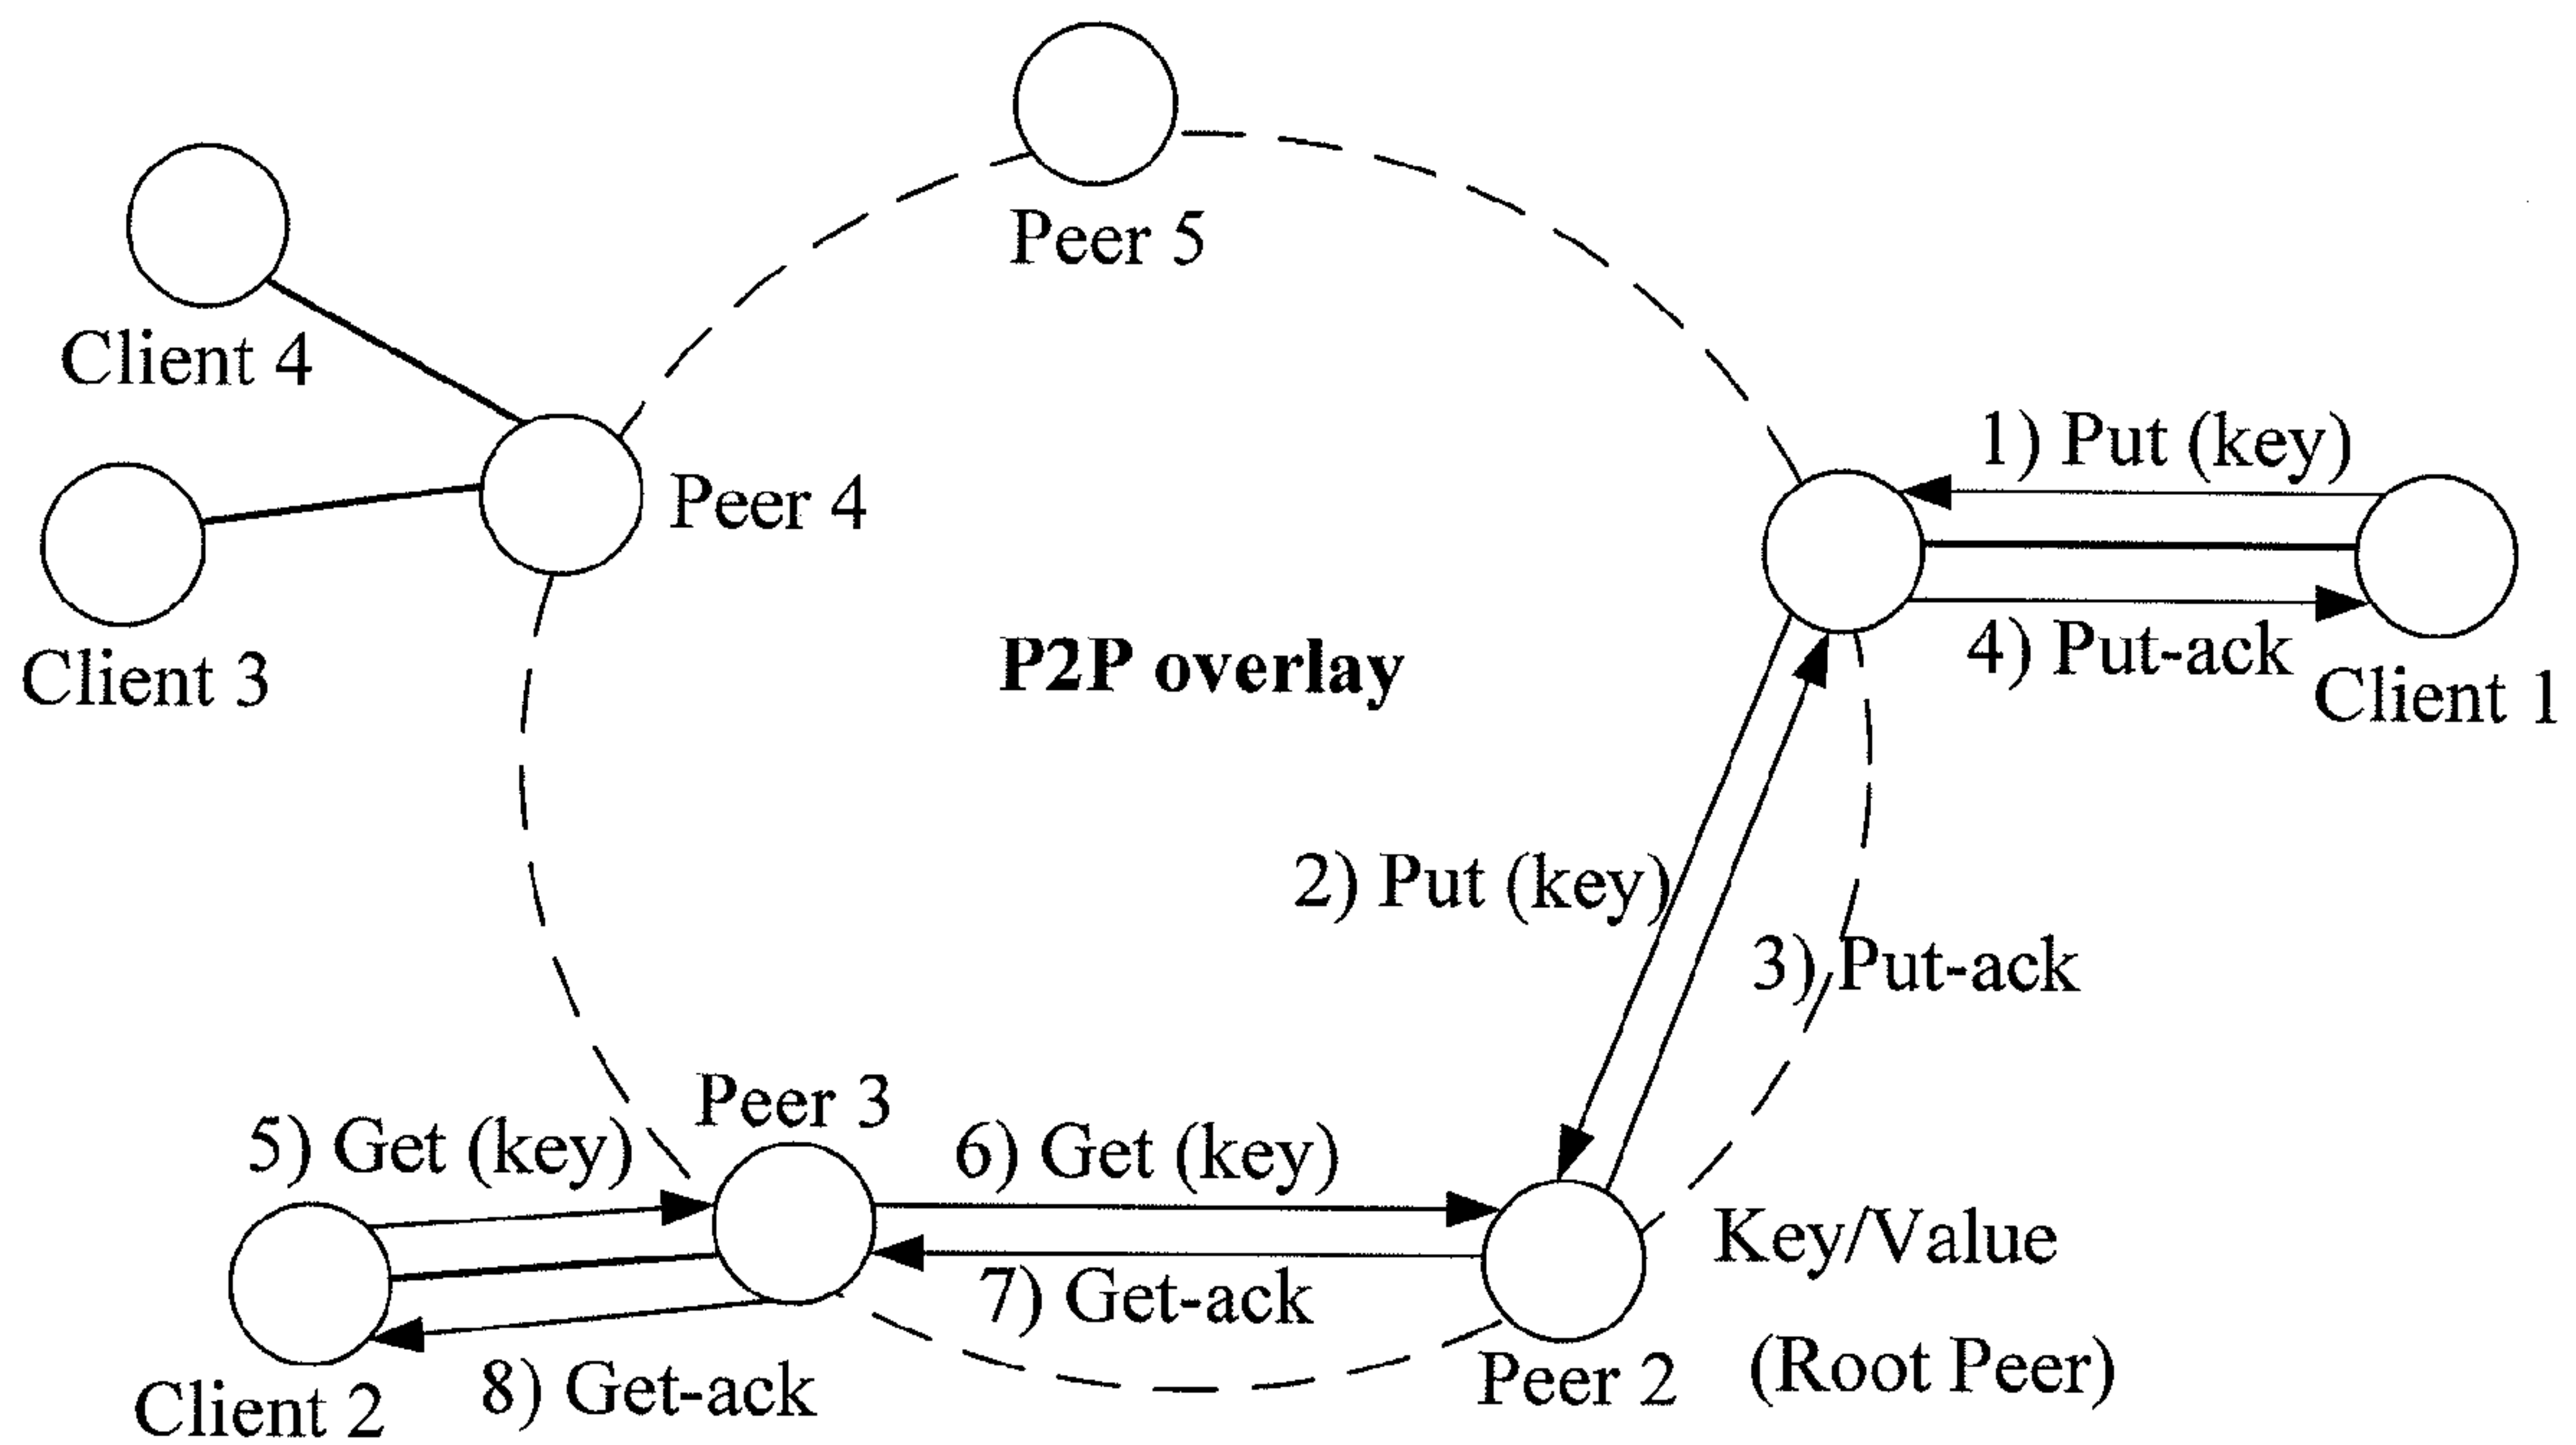 Peer 5
Client 4
1) Put (key)
Peer 4
P2P overlay
4) Put-ack
Client 3
Client 1
2) Put (key)
3) Put-ack
Peer 3
5) Get (key)
6) Get (key)
Key/Value
7) Get-ack
Peer 2
(Root Peer)
8) Get-ack
Client 2